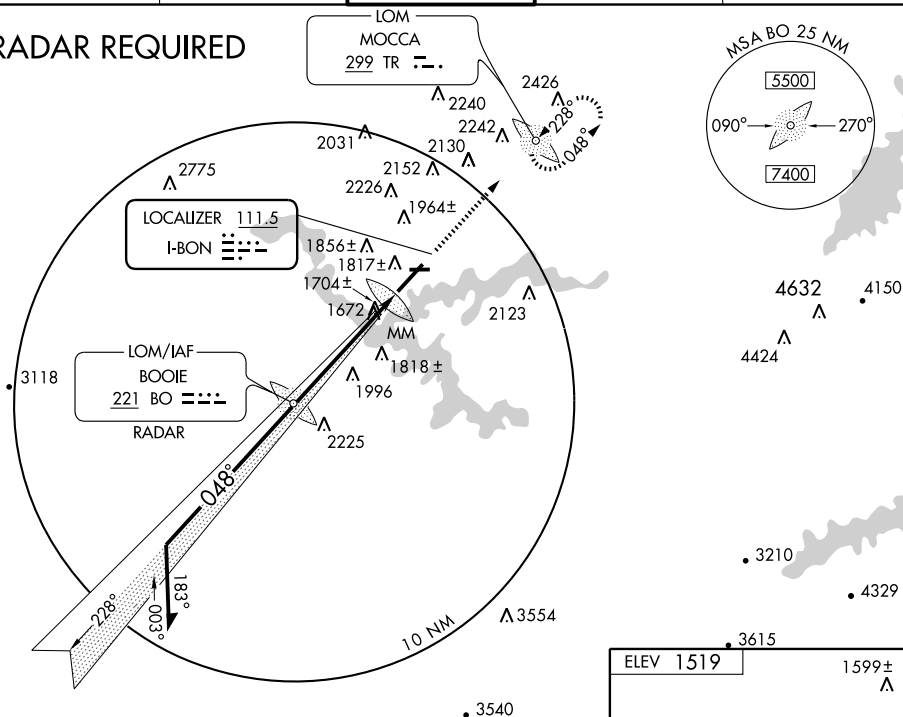 RADAR REQUIRED
LOM
MOCCA
299 TR
MSA BO 25 NM
5500
090°
270°
7400
2240
2426
228°
048°
2242
2031
2130
2152
2775
2226
1964±
LOCALIZER 111.5
I-BON
1856±
1817±
1704±
1672
MM
2123
4632
4150
4424
LOM/IAF
BOOIE
221 BO
RADAR
3118
1818±
1996
2225
048°
183°
003°
228°
10 NM
3554
3210
4329
3615
ELEV 1519
1599±
3540